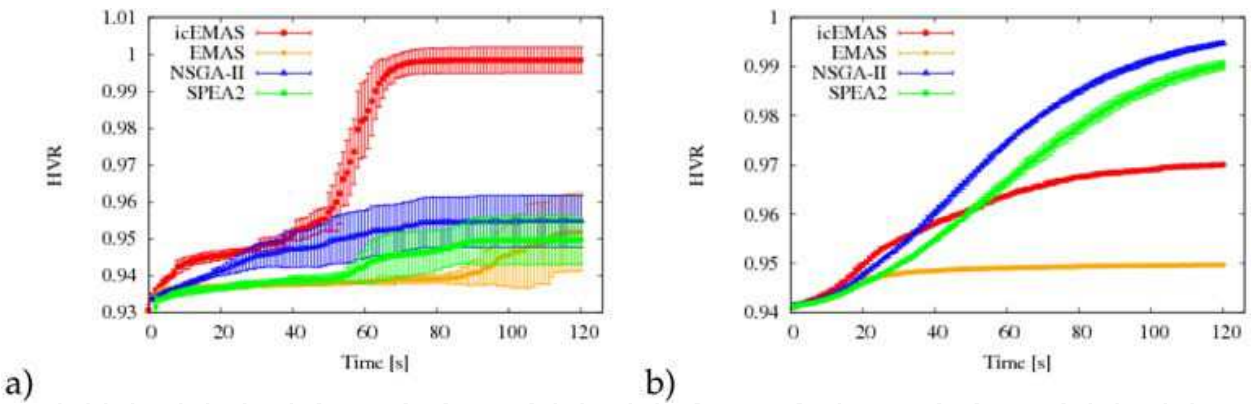 1.01
1
0.99
0.98
0.97
0.96
0.95
0.94
0.93
HVR
icEMAS
EMAS
NSGA-II
SPEA2
0 20 40 60 80 100 120
Time [s]
a)
1
0.99
0.98
0.97
0.96
0.95
0.94
HVR
icEMAS
EMAS
NSGA-II
SPEA2
0 20 40 60 80 100 120
Time [s]
b)